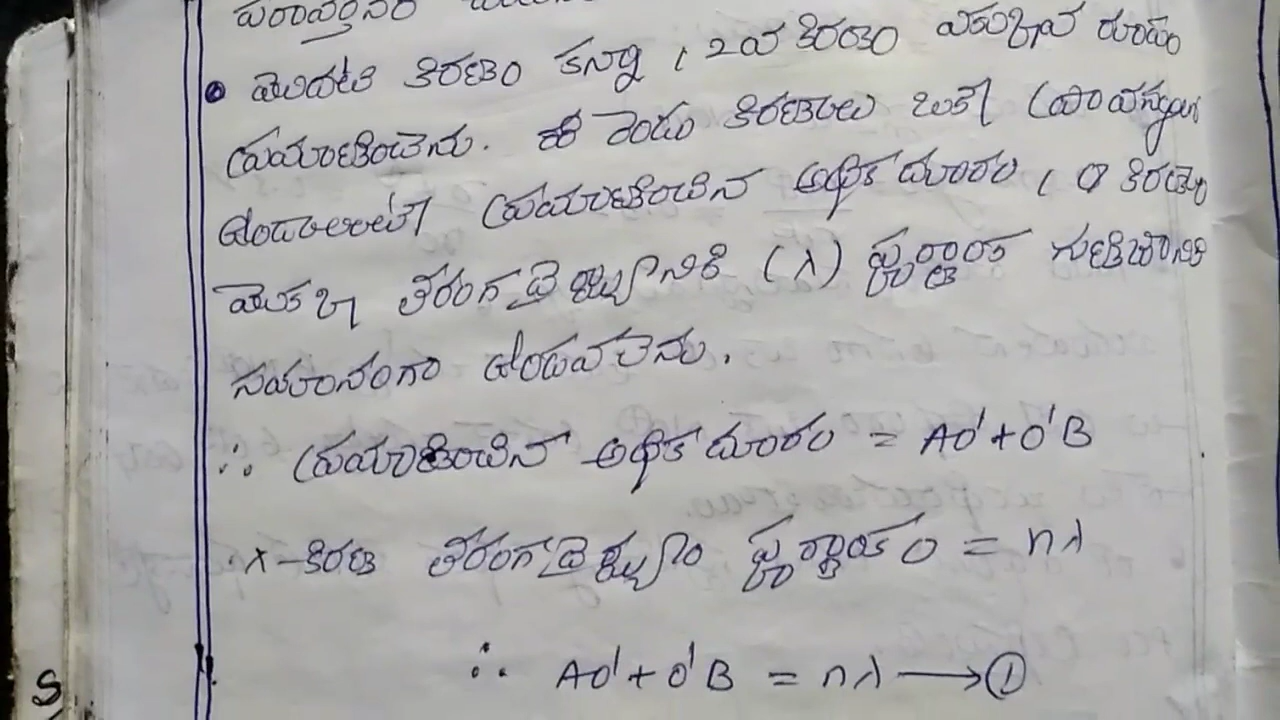 పరావర్తనం
• మొదటి కిరణం కన్నా, 2వ కిరణం ఎక్కువ దూరం
ప్రయాణించెను. ఈ రెండు కిరణాలు ఒకే ప్రావస్థలో
ఉండాలంటే ప్రయాణించిన అధిక దూరం, ఆ కిరణం
యొక్క తరంగదైర్ఘ్యానికి (λ) పూర్ణాంక గుణిజానికి
సమానంగా ఉండవలెను.
∴ ప్రయాణించిన అధిక దూరం = AO' + O'B
X-కిరణ తరంగదైర్ఘ్యం పూర్ణాంకం = nλ
∴ AO' + O'B = nλ ⟶ ①
S